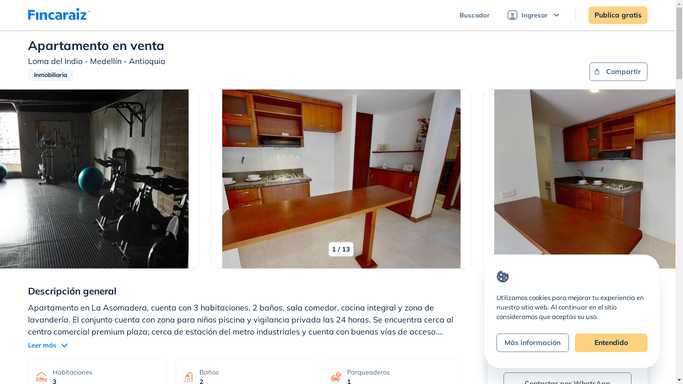 Fincaraiz
Buscador
Ingresar
Publica gratis
Apartamento en venta
Loma del Indio - Medellín - Antioquia
Inmobiliaria
Compartir
1 / 13
Descripción general
Apartamento en La Asomadera, cuenta con 3 habitaciones, 2 baños, sala comedor, cocina integral y zona de
lavandería. El conjunto cuenta con zona para niños piscina y vigilancia privada las 24 horas. Se encuentra cerca al
centro comercial premium plaza; cerca de estación del metro industriales y cuenta con buenas vías de acceso....
Leer más
Habitaciones
3
Baños
2
Parqueaderos
1
Utilizamos cookies para mejorar tu experiencia en
nuestro sitio web. Al continuar en el sitio
consideramos que aceptas su uso.
Más información
Entendido
Contactar por WhatsApp